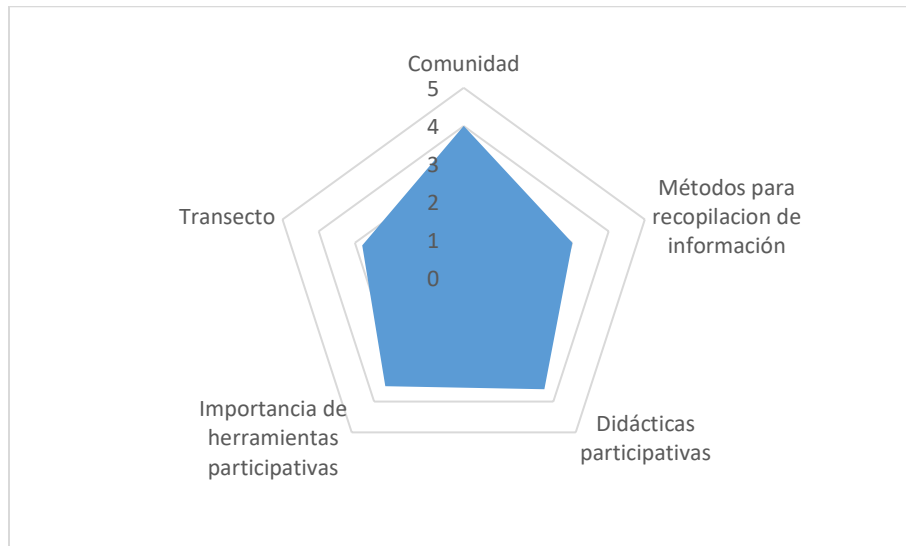 Comunidad
5
4
3
2
1
0
Métodos para
recopilacion de
información
Didácticas
participativas
Importancia de
herramientas
participativas
Transecto